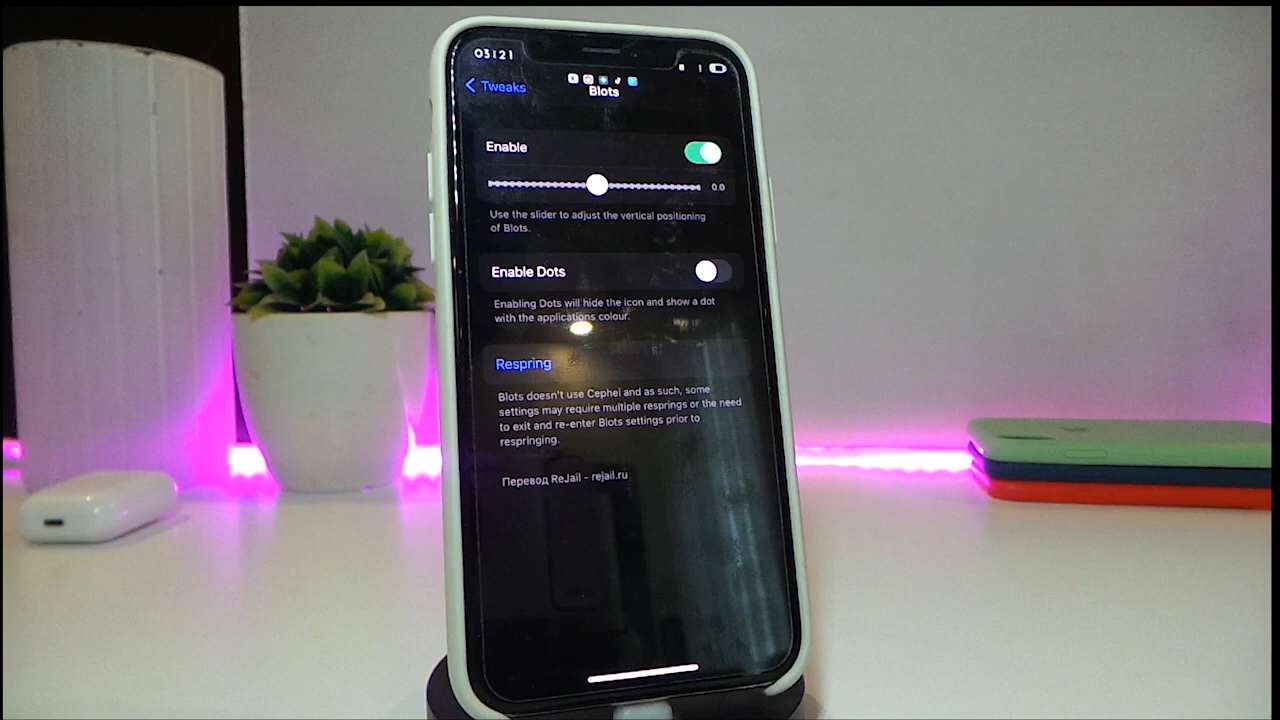 03:21
Tweaks
Blots
Enable
0.0
Use the slider to adjust the vertical positioning
of Blots.
Enable Dots
Enabling Dots will hide the icon and show a dot
with the applications colour.
Respring
Blots doesn't use Cephei and as such, some
settings may require multiple resprings or the need
to exit and re-enter Blots settings prior to
respringing.
Перевод ReJail - rejail.ru